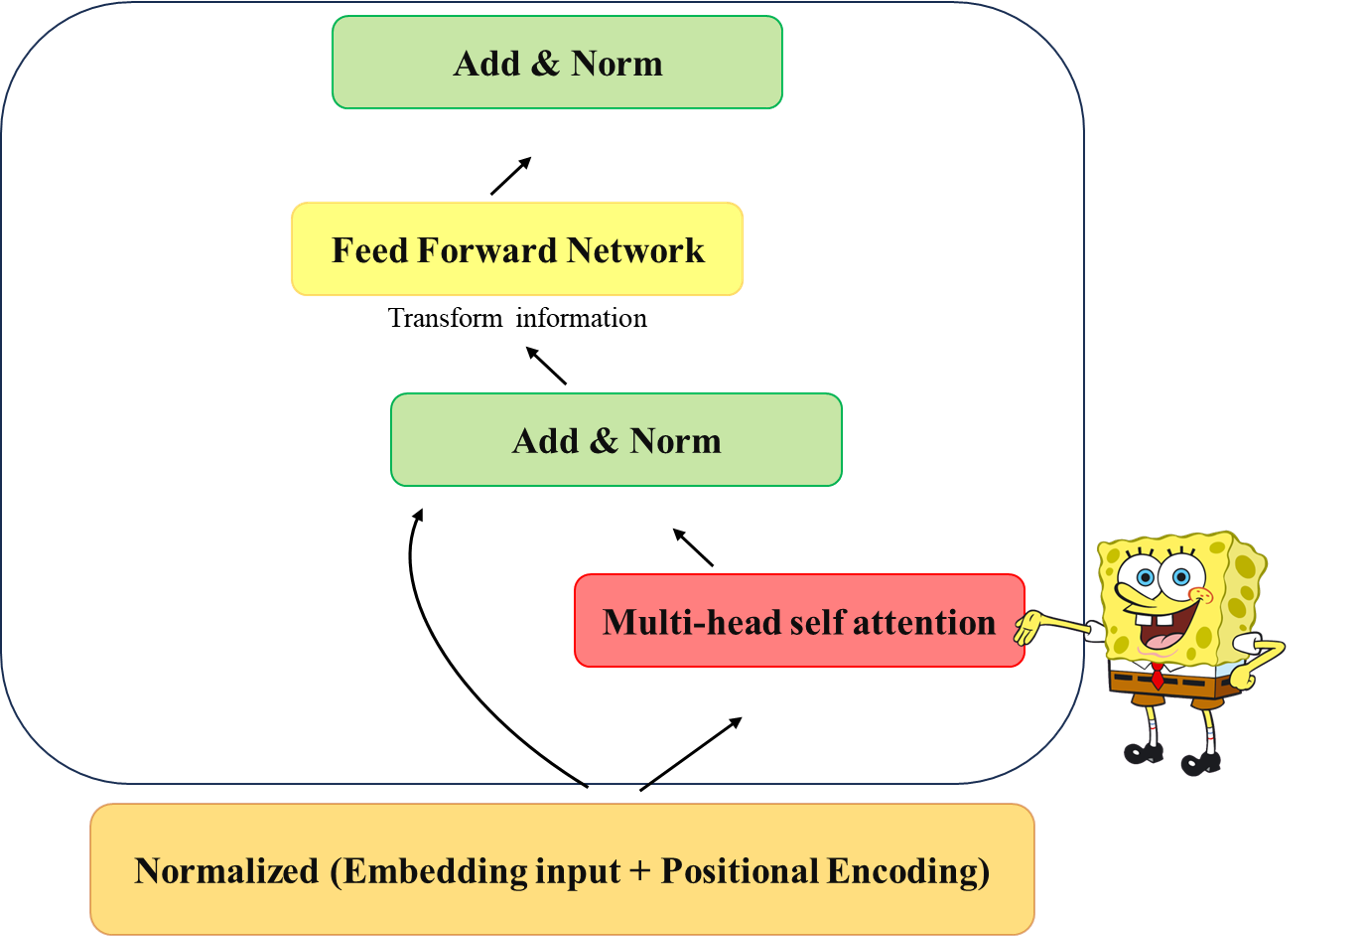 Add & Norm
Feed Forward Network
Transform information
Add & Norm
Multi-head self attention
Normalized (Embedding input + Positional Encoding)